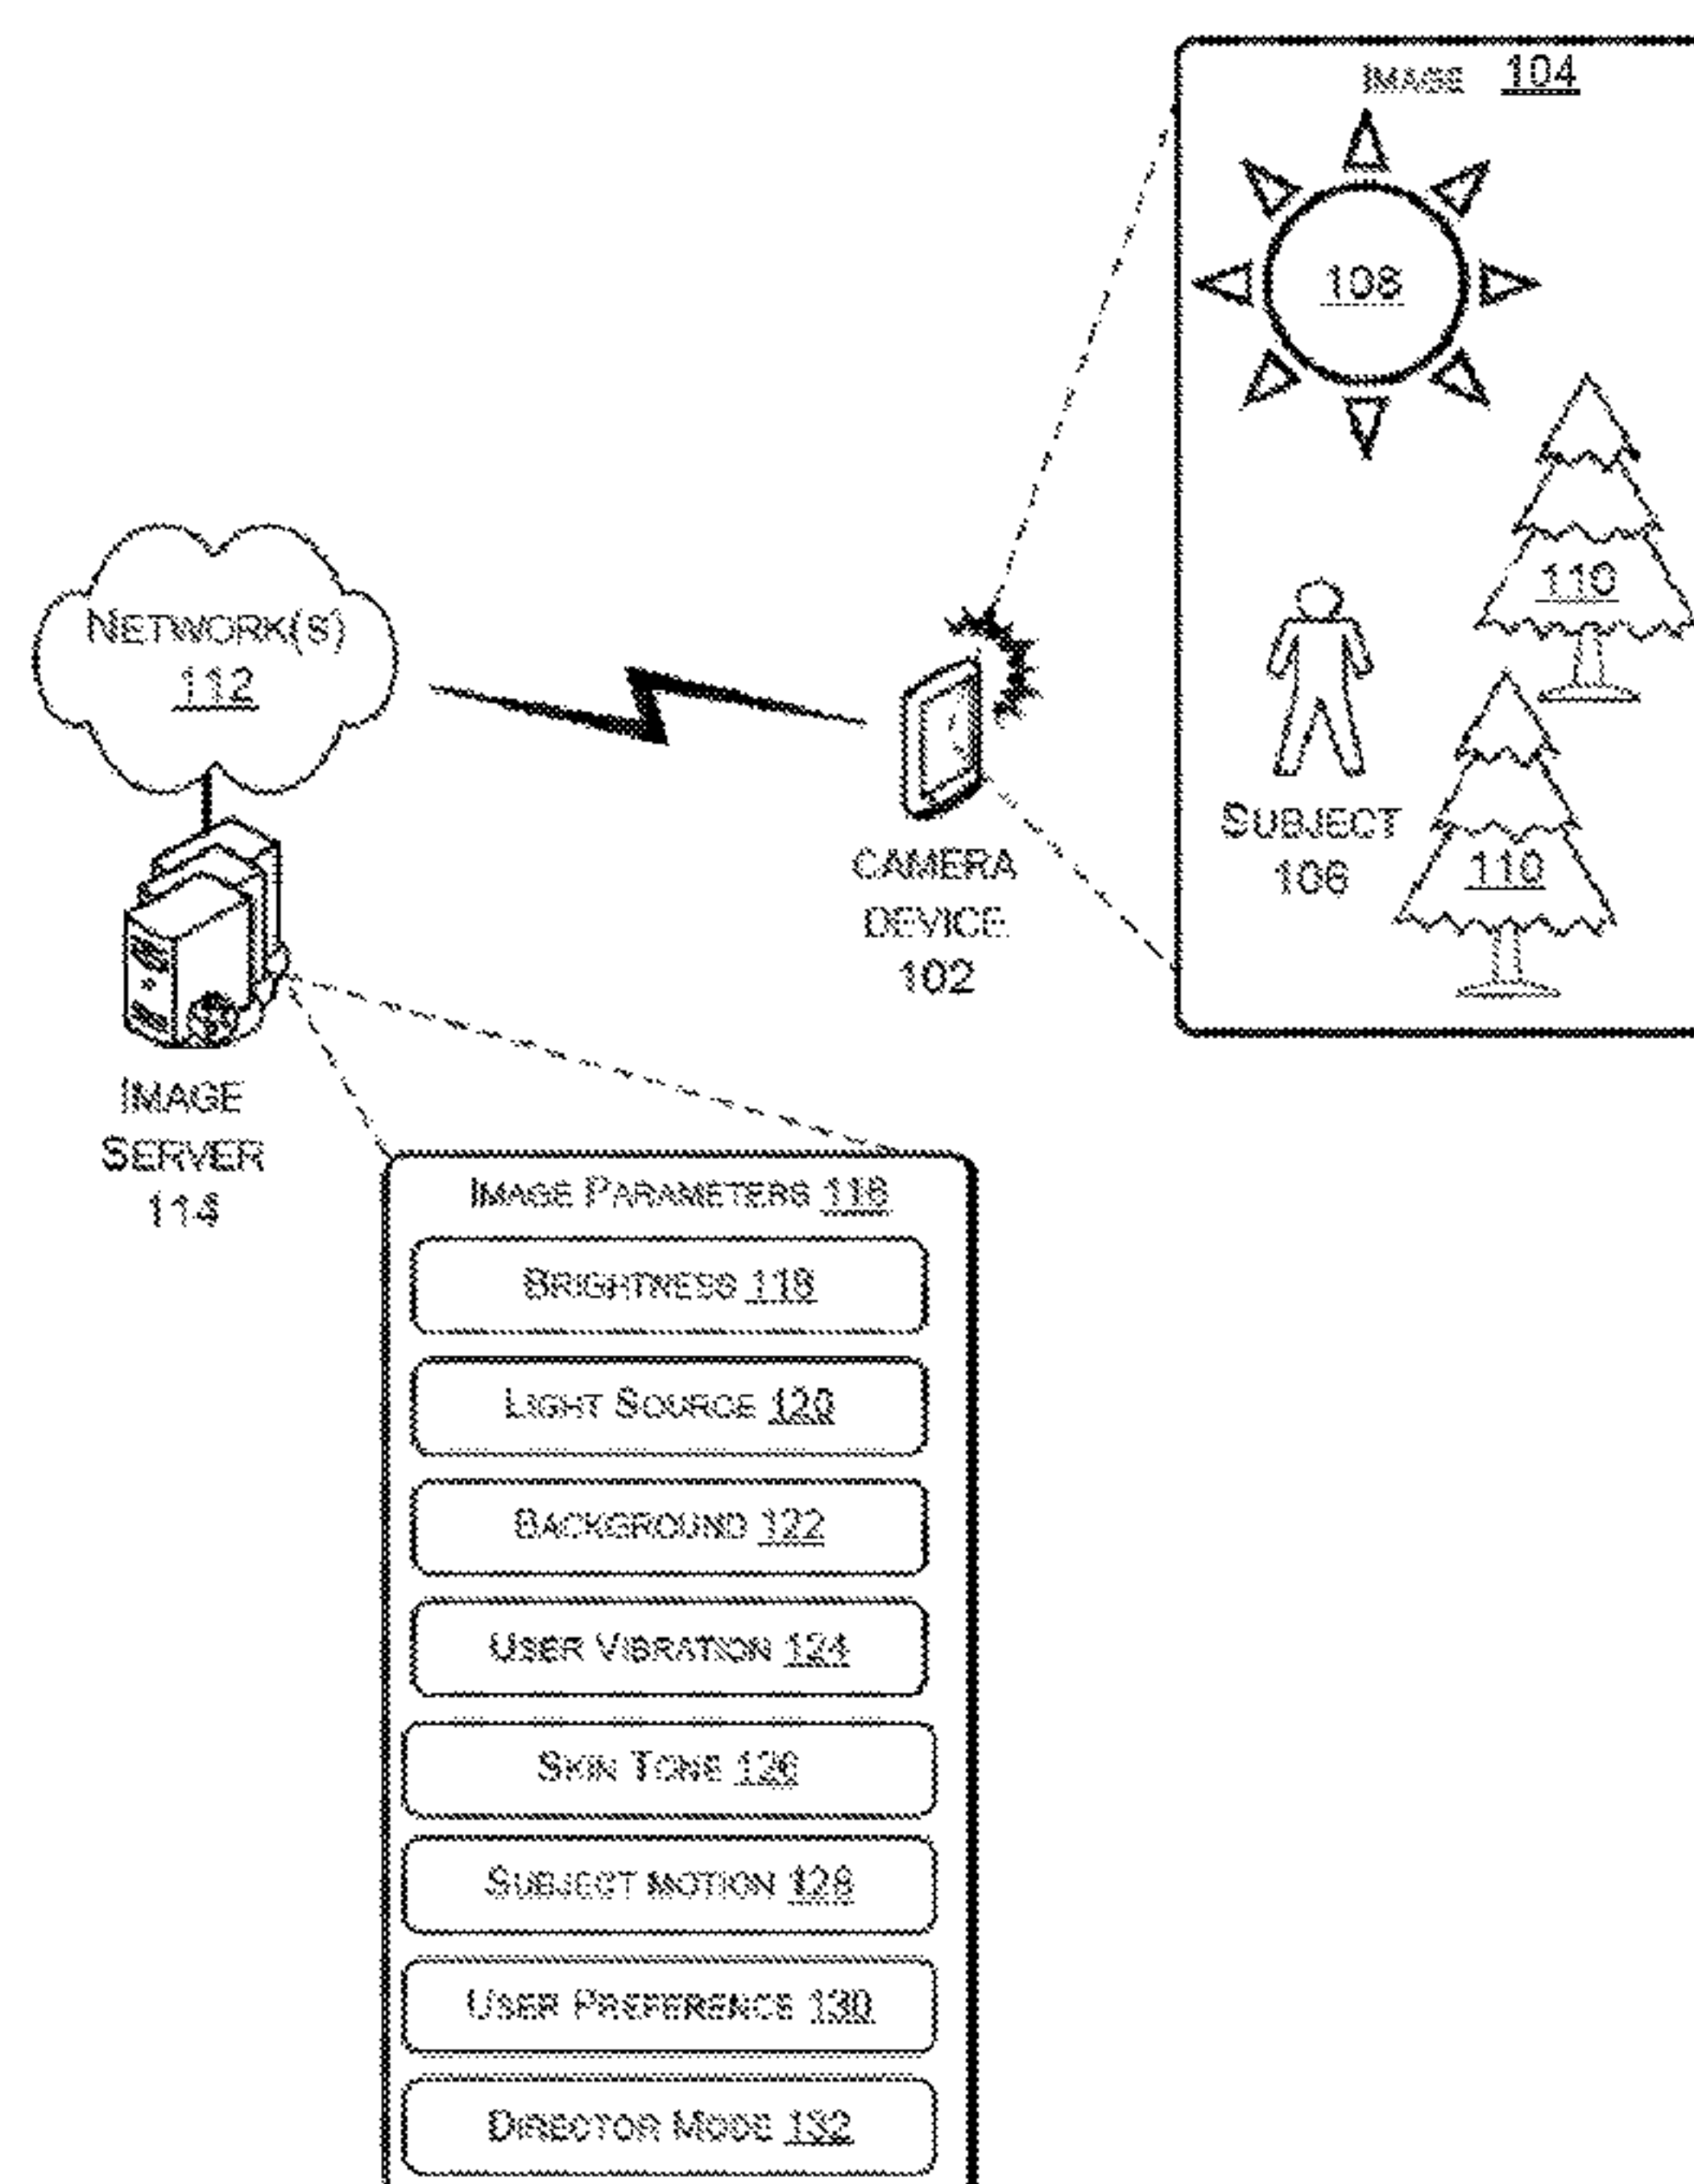 IMAGE 104
108
110
NETWORK(S)
112
SUBJECT
106
110
CAMERA
DEVICE
102
IMAGE
SERVER
114
IMAGE PARAMETERS 116
BRIGHTNESS 118
LIGHT SOURCE 120
BACKGROUND 122
USER VIBRATION 124
SKIN TONE 126
SUBJECT MOTION 128
USER PREFERENCE 130
DIRECTOR MODE 132